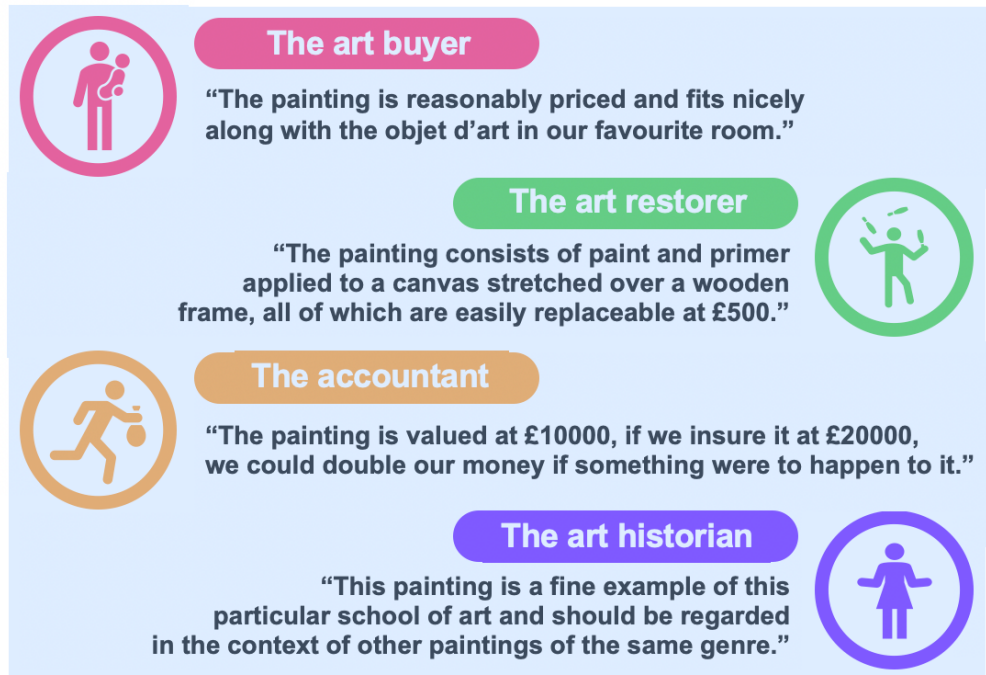 The art buyer
“The painting is reasonably priced and fits nicely
along with the objet d’art in our favourite room.”
The art restorer
“The painting consists of paint and primer
applied to a canvas stretched over a wooden
frame, all of which are easily replaceable at £500.”
The accountant
“The painting is valued at £10000, if we insure it at £20000,
we could double our money if something were to happen to it.”
The art historian
“This painting is a fine example of this
particular school of art and should be regarded
in the context of other paintings of the same genre.”